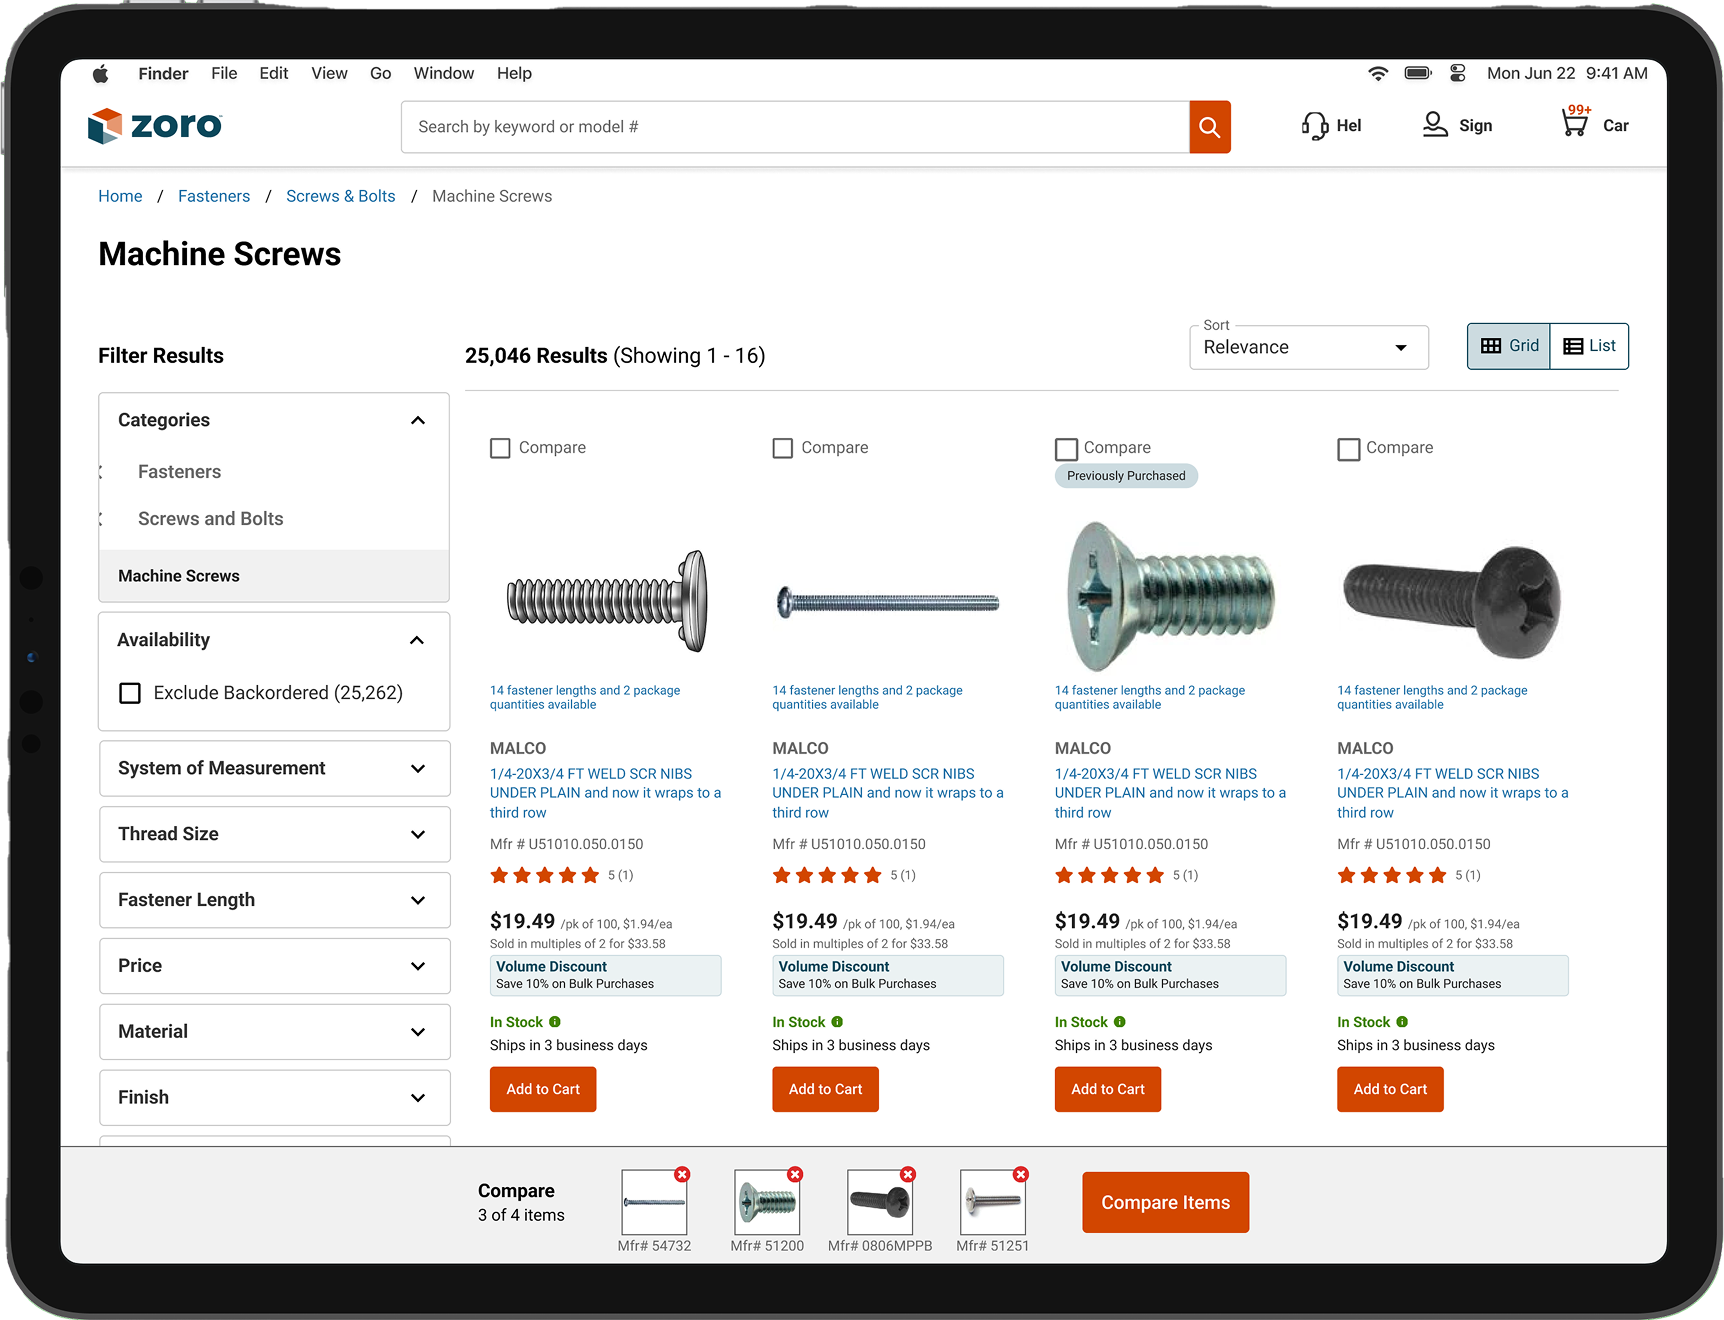 Finder File Edit View Go Window Help
Mon Jun 22 9:41 AM
zoro
Search by keyword or model #
Hel
Sign
99+
Car
Home / Fasteners / Screws & Bolts / Machine Screws
Machine Screws
Filter Results
25,046 Results (Showing 1 - 16)
Sort
Relevance
Grid
List
Categories
Fasteners
Screws and Bolts
Machine Screws
Availability
Exclude Backordered (25,262)
System of Measurement
Thread Size
Fastener Length
Price
Material
Finish
Compare
14 fastener lengths and 2 package
quantities available
MALCO
1/4-20X3/4 FT WELD SCR NIBS
UNDER PLAIN and now it wraps to a
third row
Mfr # U51010.050.0150
5 (1)
$19.49 /pk of 100, $1.94/ea
Sold in multiples of 2 for $33.58
Volume Discount
Save 10% on Bulk Purchases
In Stock
Ships in 3 business days
Add to Cart
Compare
14 fastener lengths and 2 package
quantities available
MALCO
1/4-20X3/4 FT WELD SCR NIBS
UNDER PLAIN and now it wraps to a
third row
Mfr # U51010.050.0150
5 (1)
$19.49 /pk of 100, $1.94/ea
Sold in multiples of 2 for $33.58
Volume Discount
Save 10% on Bulk Purchases
In Stock
Ships in 3 business days
Add to Cart
Compare
Previously Purchased
14 fastener lengths and 2 package
quantities available
MALCO
1/4-20X3/4 FT WELD SCR NIBS
UNDER PLAIN and now it wraps to a
third row
Mfr # U51010.050.0150
5 (1)
$19.49 /pk of 100, $1.94/ea
Sold in multiples of 2 for $33.58
Volume Discount
Save 10% on Bulk Purchases
In Stock
Ships in 3 business days
Add to Cart
Compare
14 fastener lengths and 2 package
quantities available
MALCO
1/4-20X3/4 FT WELD SCR NIBS
UNDER PLAIN and now it wraps to a
third row
Mfr # U51010.050.0150
5 (1)
$19.49 /pk of 100, $1.94/ea
Sold in multiples of 2 for $33.58
Volume Discount
Save 10% on Bulk Purchases
In Stock
Ships in 3 business days
Add to Cart
Compare
3 of 4 items
Mfr# 54732
Mfr# 51200
Mfr# 0806MPPB
Mfr# 51251
Compare Items